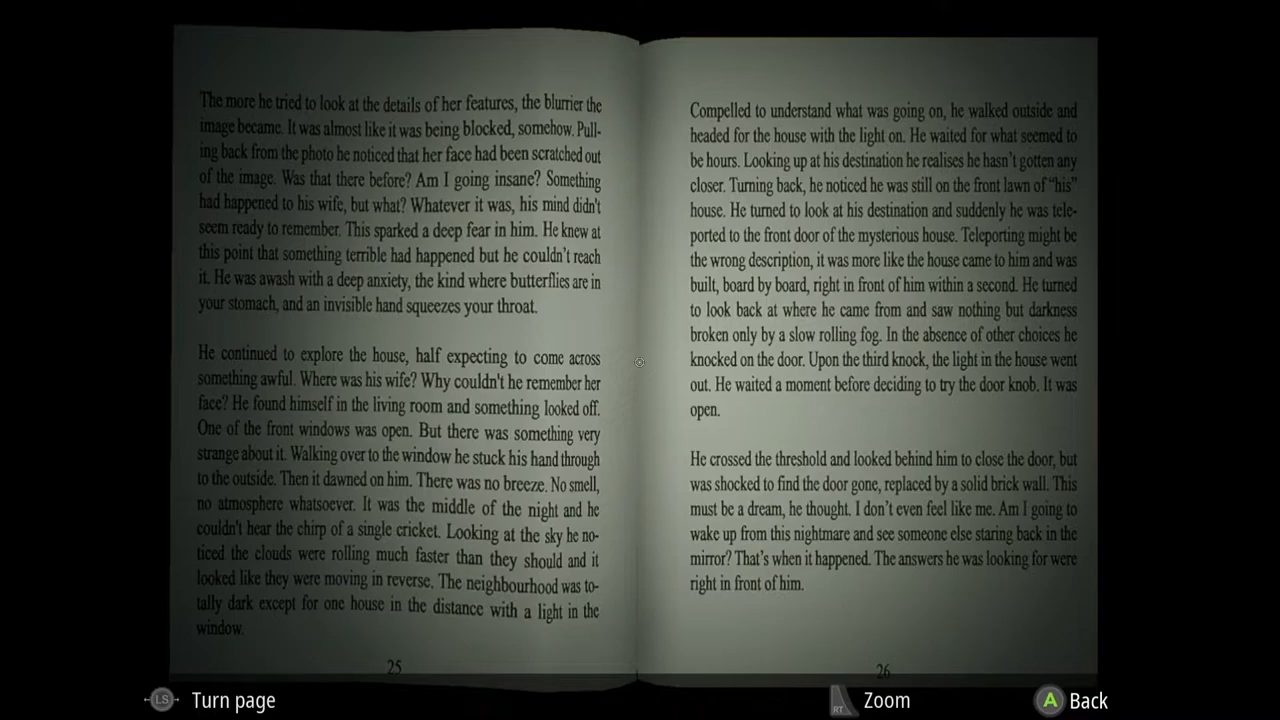 The more he tried to look at the details of her features, the blurrier the
image became. It was almost like it was being blocked, somehow. Pull-
ing back from the photo he noticed that her face had been scratched out
of the image. Was that there before? Am I going insane? Something
had happened to his wife, but what? Whatever it was, his mind didn't
seem ready to remember. This sparked a deep fear in him. He knew at
this point that something terrible had happened but he couldn't reach
it. He was awash with a deep anxiety, the kind where butterflies are in
your stomach, and an invisible hand squeezes your throat.
He continued to explore the house, half expecting to come across
something awful. Where was his wife? Why couldn't he remember her
face? He found himself in the living room and something looked off.
One of the front windows was open. But there was something very
strange about it. Walking over to the window he stuck his hand through
to the outside. Then it dawned on him. There was no breeze. No smell,
no atmosphere whatsoever. It was the middle of the night and he
couldn't hear the chirp of a single cricket. Looking at the sky he no-
ticed the clouds were rolling much faster than they should and it
looked like they were moving in reverse. The neighbourhood was to-
tally dark except for one house in the distance with a light in the
window.
25
Compelled to understand what was going on, he walked outside and
headed for the house with the light on. He waited for what seemed to
be hours. Looking up at his destination he realises he hasn't gotten any
closer. Turning back, he noticed he was still on the front lawn of “his”
house. He turned to look at his destination and suddenly he was tele-
ported to the front door of the mysterious house. Teleporting might be
the wrong description, it was more like the house came to him and was
built, board by board, right in front of him within a second. He turned
to look back at where he came from and saw nothing but darkness
broken only by a slow rolling fog. In the absence of other choices he
knocked on the door. Upon the third knock, the light in the house went
out. He waited a moment before deciding to try the door knob. It was
open.
He crossed the threshold and looked behind him to close the door, but
was shocked to find the door gone, replaced by a solid brick wall. This
must be a dream, he thought. I don't even feel like me. Am I going to
wake up from this nightmare and see someone else staring back in the
mirror? That's when it happened. The answers he was looking for were
right in front of him.
26
LS Turn page
RT Zoom
A Back